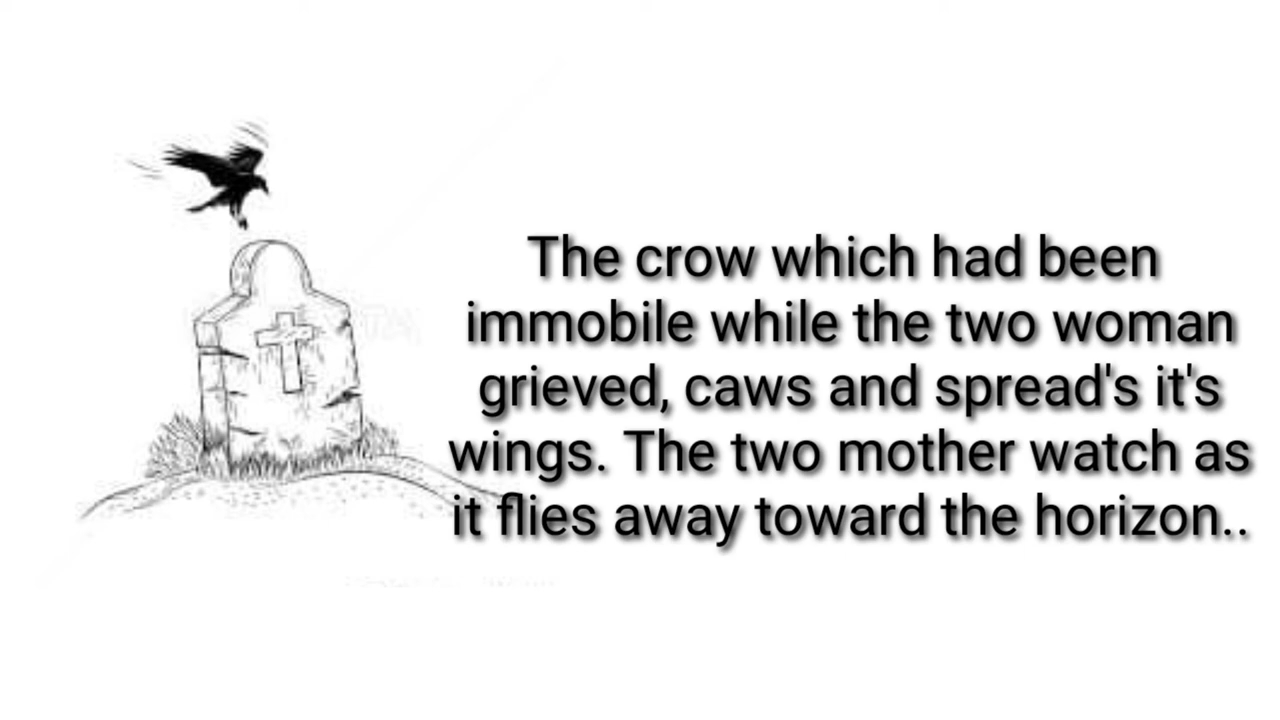 The crow which had been
immobile while the two woman
grieved, caws and spread's it's
wings. The two mother watch as
it flies away toward the horizon..